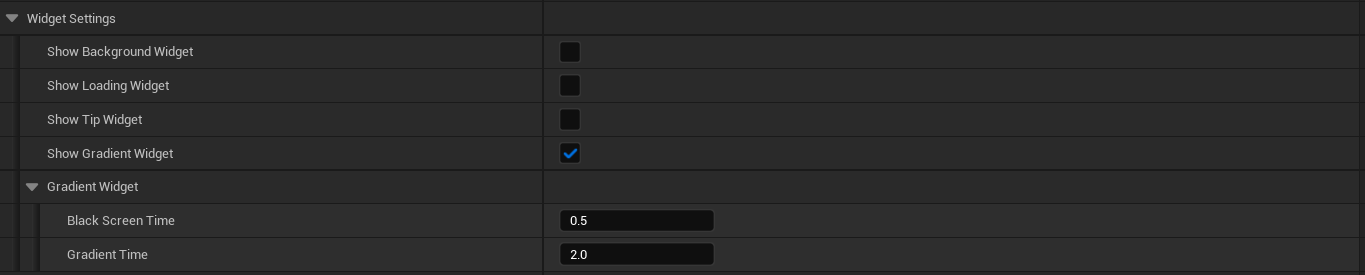 Widget Settings
Show Background Widget
Show Loading Widget
Show Tip Widget
Show Gradient Widget
Gradient Widget
Black Screen Time 0.5
Gradient Time 2.0